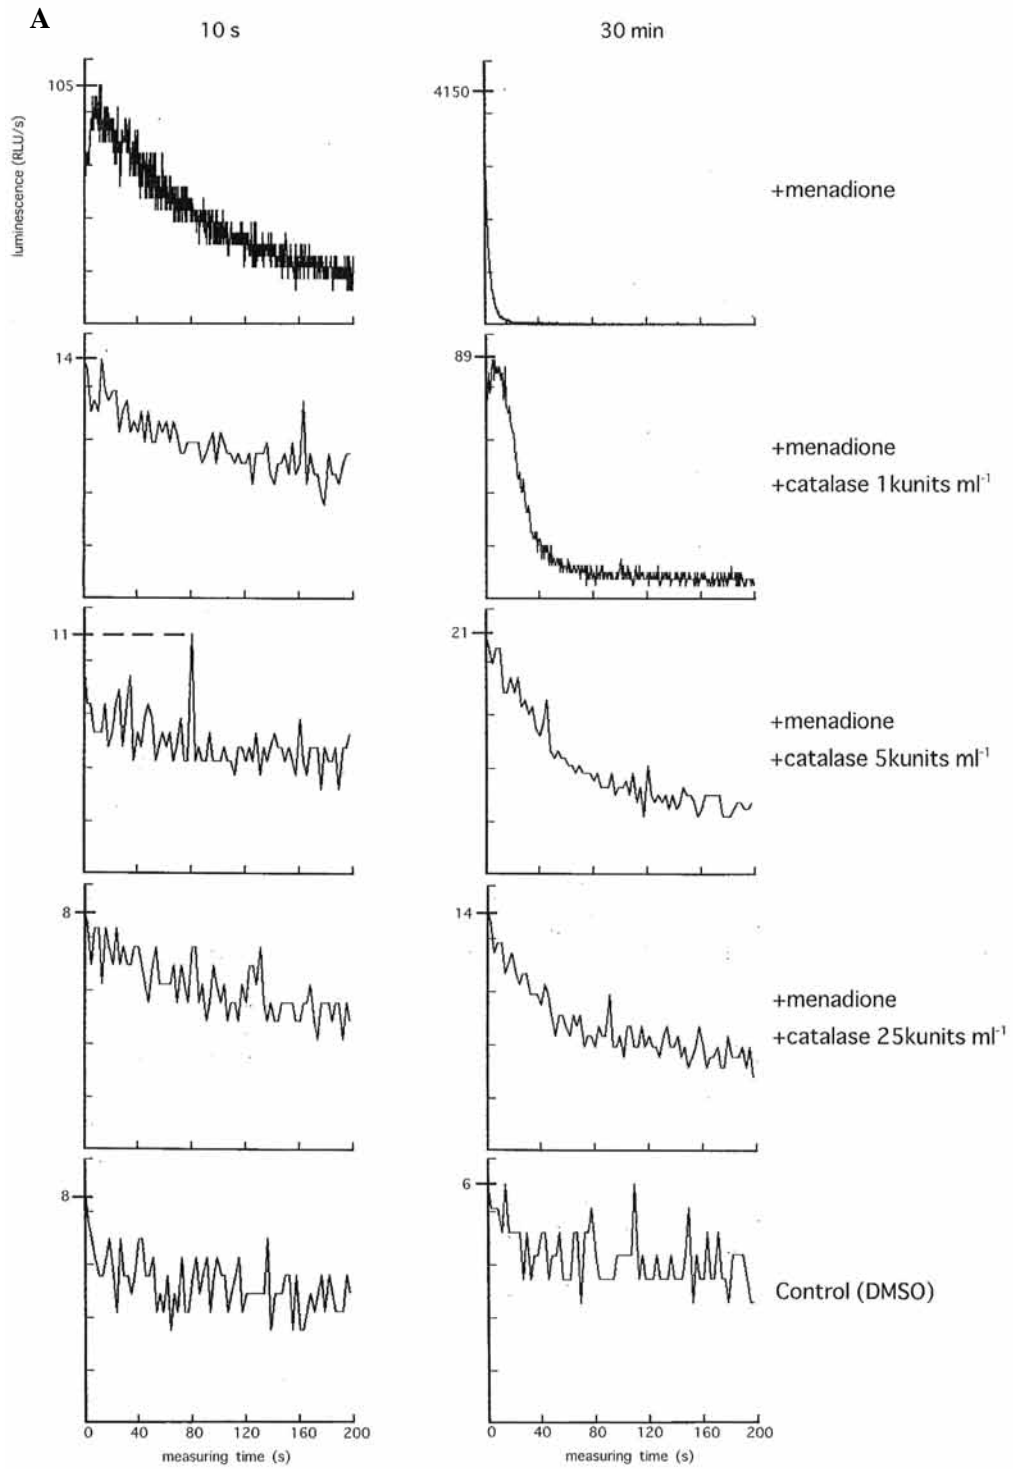 A
10 s
30 min
luminescence (RLU/s)
105
4150
+menadione
14
89
+menadione
+catalase 1kunits ml-1
11
21
+menadione
+catalase 5kunits ml-1
8
14
+menadione
+catalase 25kunits ml-1
8
6
Control (DMSO)
0 40 80 120 160 200
0 40 80 120 160 200
measuring time (s)
measuring time (s)